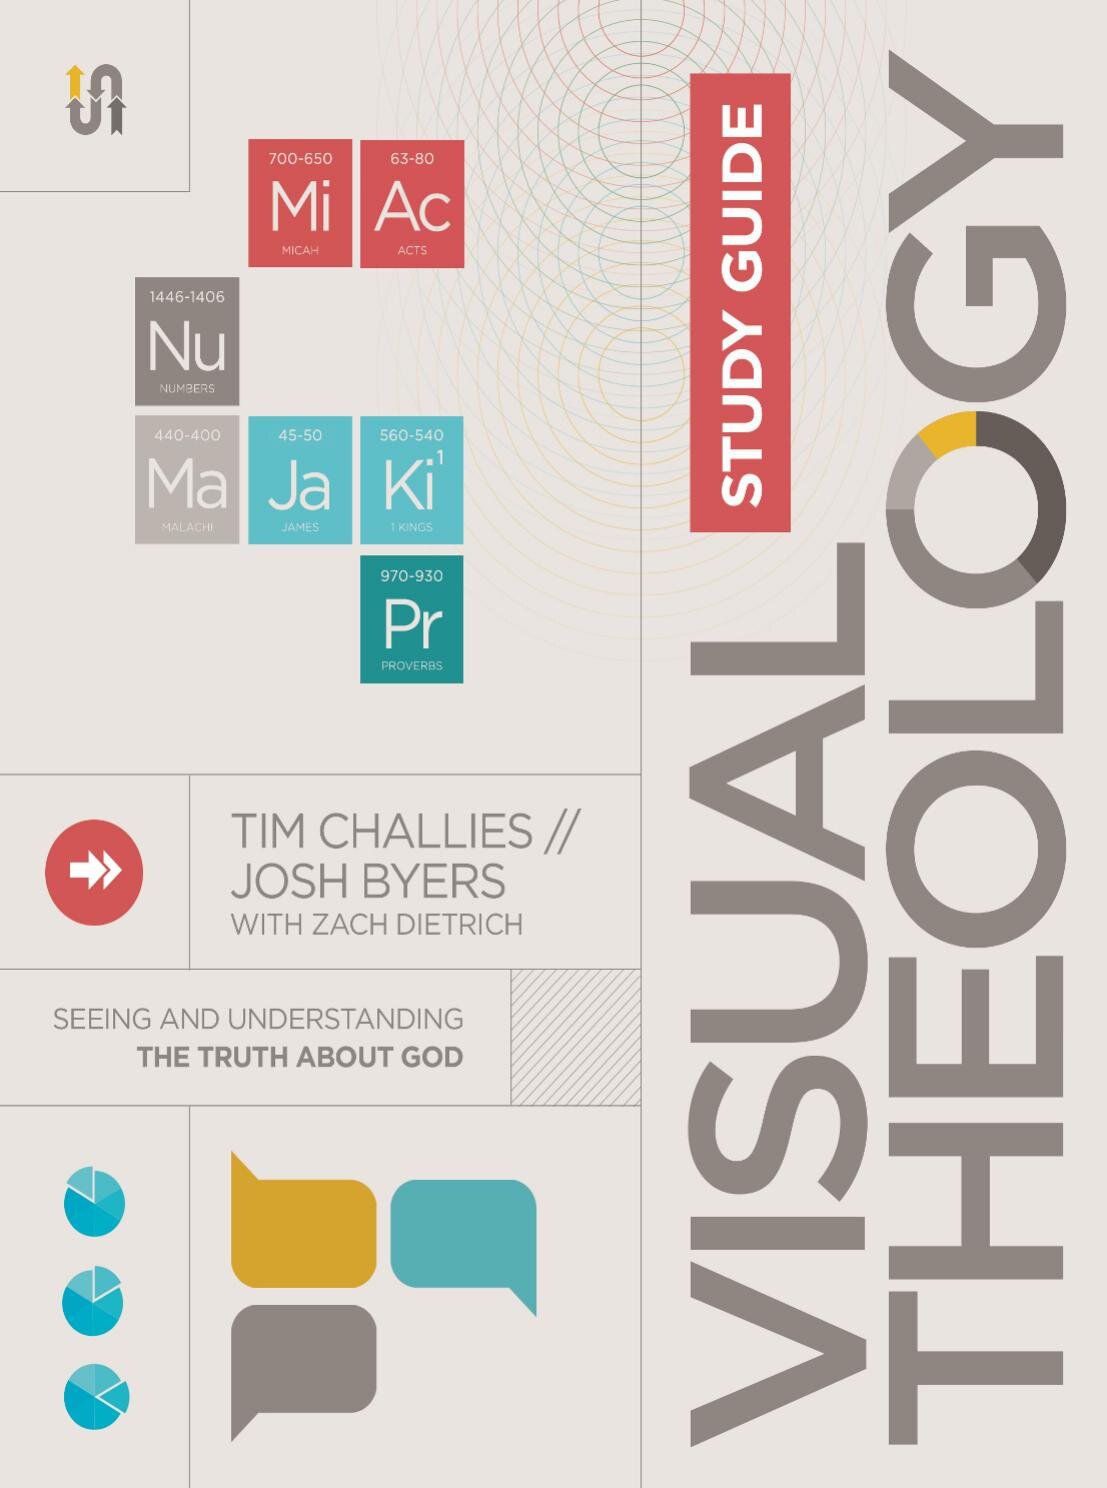 700-650
Mi
MICAH
63-80
Ac
ACTS
1446-1406
Nu
NUMBERS
440-400
Ma
MALACHI
45-50
Ja
JAMES
560-540
Ki1
1 KINGS
970-930
Pr
PROVERBS
STUDY GUIDE
VISUAL
THEOLOGY
TIM CHALLIES //
JOSH BYERS
WITH ZACH DIETRICH
SEEING AND UNDERSTANDING
THE TRUTH ABOUT GOD